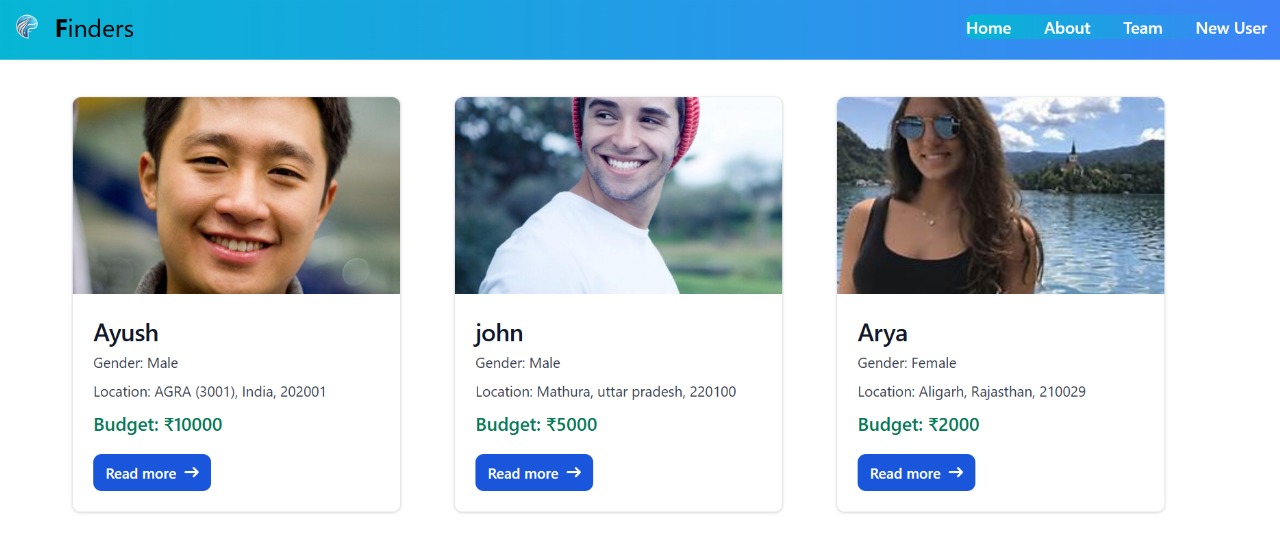 Finders
Home About Team New User
Ayush
Gender: Male
Location: AGRA (3001), India, 202001
Budget: ₹10000
Read more →
john
Gender: Male
Location: Mathura, uttar pradesh, 220100
Budget: ₹5000
Read more →
Arya
Gender: Female
Location: Aligarh, Rajasthan, 210029
Budget: ₹2000
Read more →